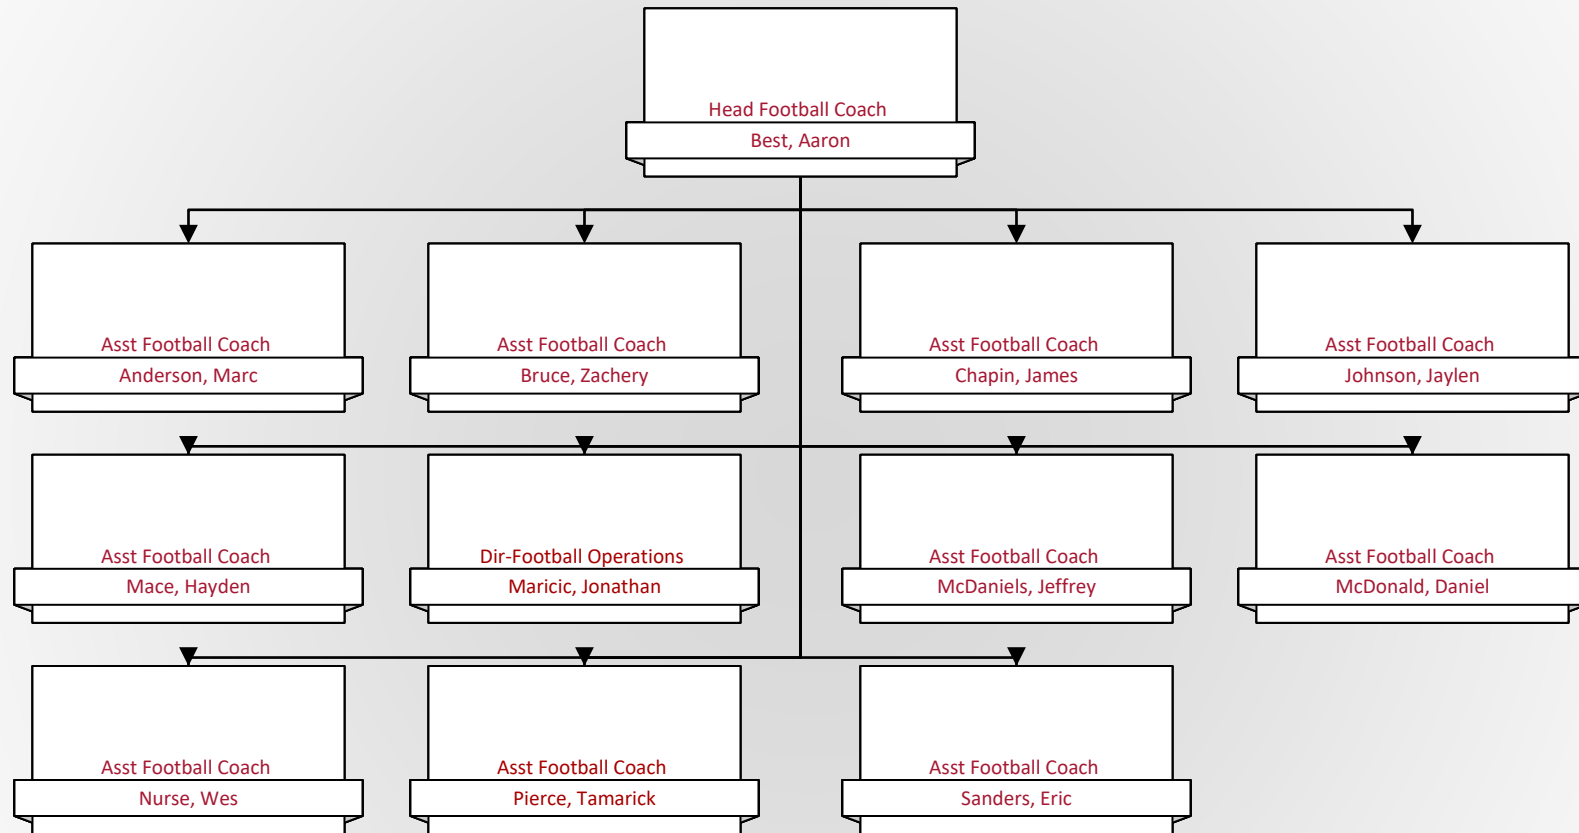 Head Football Coach
Best, Aaron
Asst Football Coach
Anderson, Marc
Asst Football Coach
Bruce, Zachery
Asst Football Coach
Chapin, James
Asst Football Coach
Johnson, Jaylen
Asst Football Coach
Mace, Hayden
Dir-Football Operations
Maricic, Jonathan
Asst Football Coach
McDaniels, Jeffrey
Asst Football Coach
McDonald, Daniel
Asst Football Coach
Nurse, Wes
Asst Football Coach
Pierce, Tamarick
Asst Football Coach
Sanders, Eric